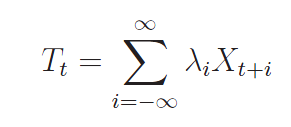 $T_t = \sum_{i=-\infty}^{\infty} \lambda_i X_{t+i}$